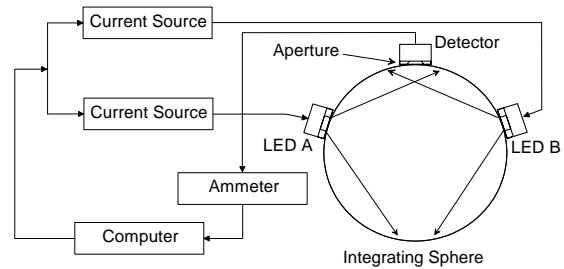 Current Source
Detector
Aperture
Current Source
LED A
LED B
Ammeter
Computer
Integrating Sphere